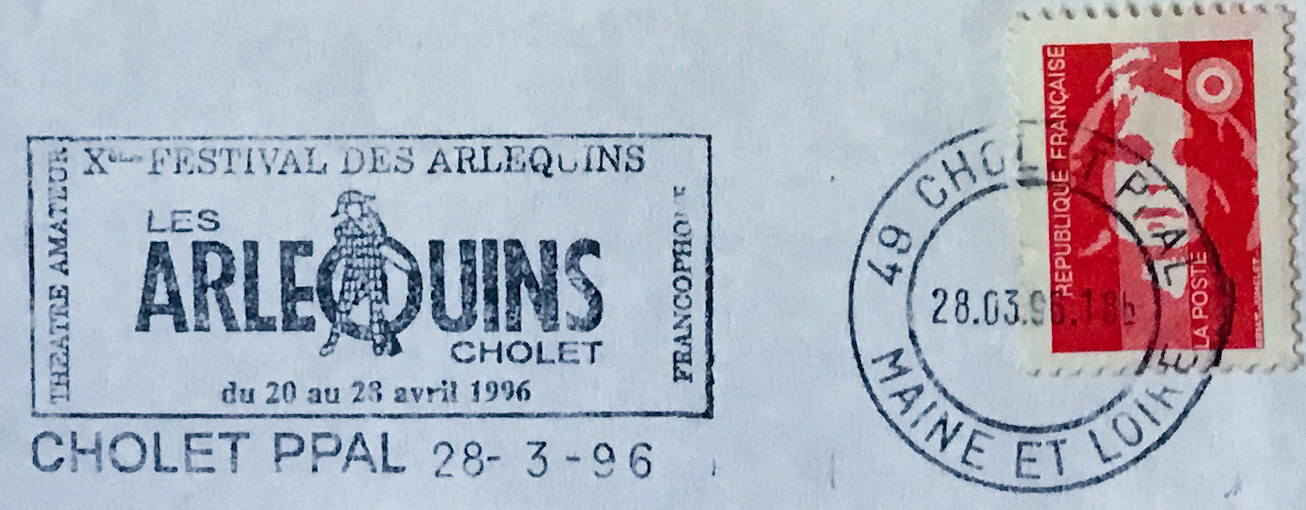 THEATRE AMATEUR
Xème FESTIVAL DES ARLEQUINS
LES
ARLEQUINS
CHOLET
du 20 au 28 avril 1996
FRANCOPHONE
CHOLET PPAL 28- 3 -96
49 CHOLET PPAL
28.03.96.18h
MAINE ET LOIRE
REPUBLIQUE FRANÇAISE
LA POSTE